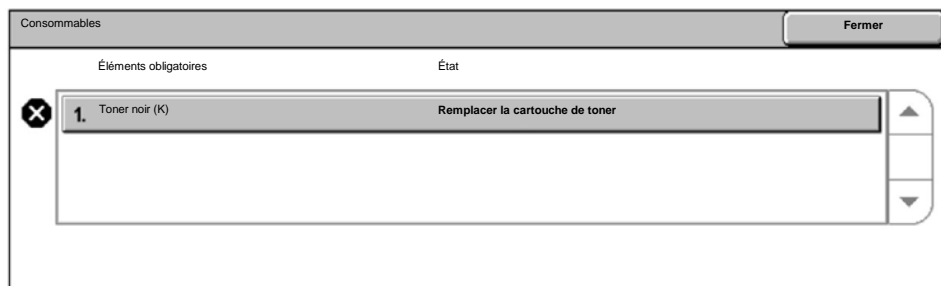 Consommables
Fermer
Éléments obligatoires
État
1. Toner noir (K)
Remplacer la cartouche de toner